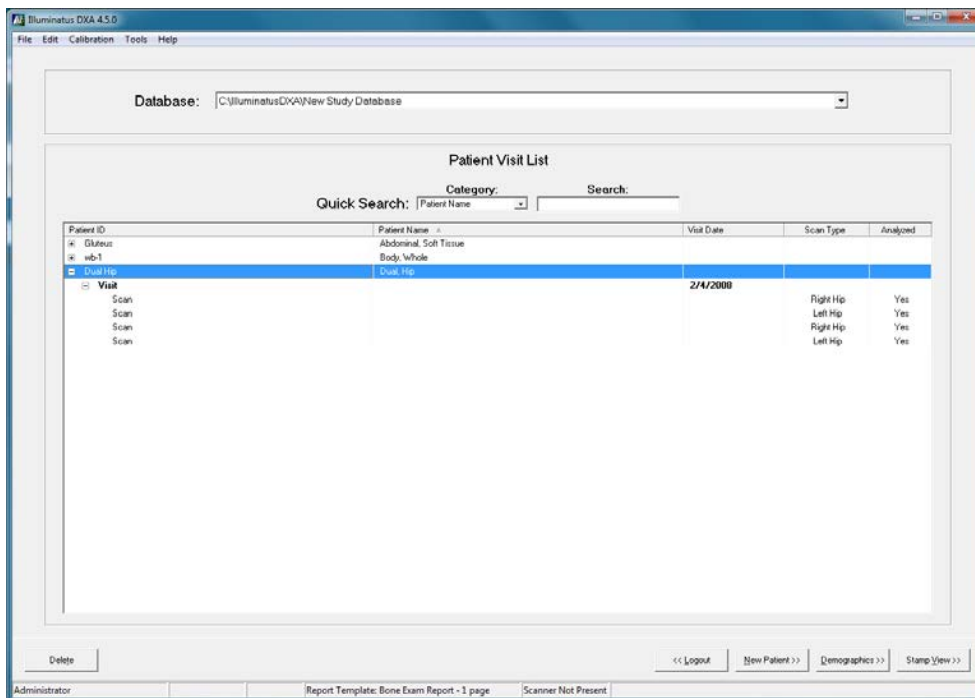 Illuminatus DXA 4.5.0
File Edit Calibration Tools Help
Database: C:\IlluminatusDXA\New Study Database
Patient Visit List
Category: Search:
Quick Search: Patient Name
Patient ID Patient Name Visit Date Scan Type Analyzed
Gluteus Abdominal, Soft Tissue
wb-1 Body, Whole
Dual Hip Dual, Hip
Visit 2/4/2008
Scan Right Hip Yes
Scan Left Hip Yes
Scan Right Hip Yes
Scan Left Hip Yes
Delete << Logout New Patient >> Demographics >> Stamp View >>
Administrator Report Template: Bone Exam Report - 1 page Scanner Not Present